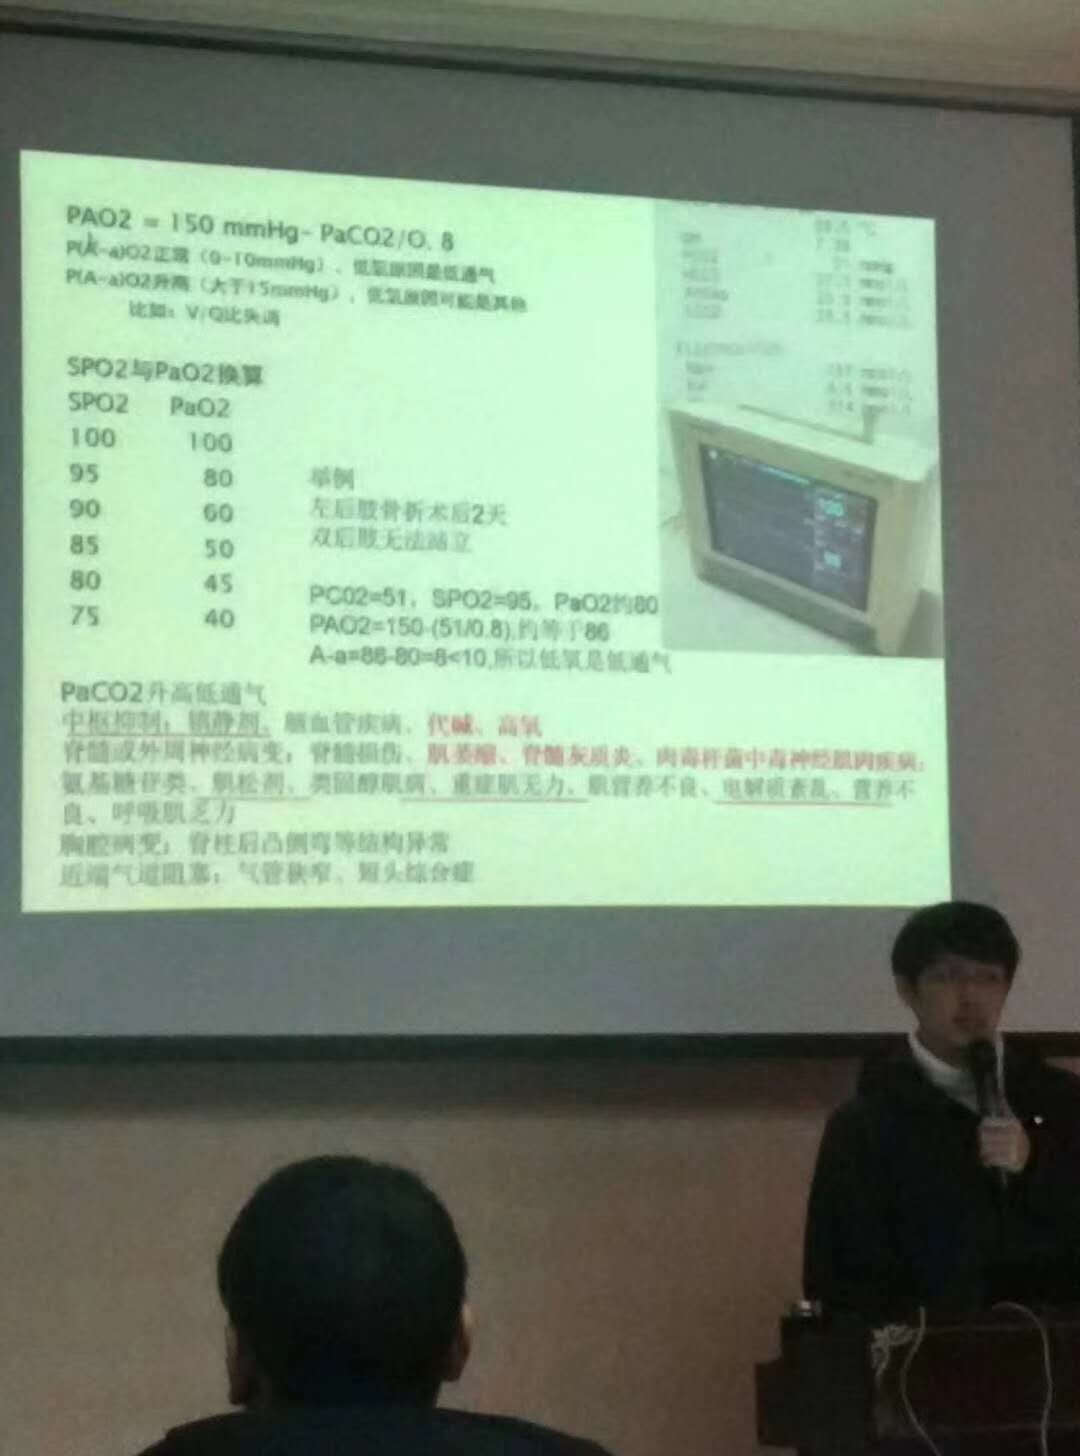 PAO2 = 150 mmHg- PaCO2/0.8
P(A-a)O2正常（0-10mmHg），低氧原因是低通气
P(A-a)O2升高（大于15mmHg），低氧原因可能是其他
比如：V/Q比失调
SPO2与PaO2换算
SPO2 PaO2
100 100
95 80
90 60
85 50
80 45
75 40
举例
左后肢骨折术后2天
双后肢无法站立
PC02=51，SPO2=95，PaO2约80
PAO2=150-(51/0.8),约等于86
A-a=86-80=6<10,所以低氧是低通气
PaCO2升高低通气
中枢抑制：镇静剂、脑血管疾病、代碱、高氧
脊髓或外周神经病变：脊髓损伤、肌萎缩、脊髓灰质炎、肉毒杆菌中毒神经肌肉疾病：
氨基糖苷类、肌松剂、类固醇肌病、重症肌无力、肌营养不良、电解质紊乱、营养不
良、呼吸肌乏力
胸腔病变：脊柱后凸侧弯等结构异常
近端气道阻塞：气管狭窄、短头综合症